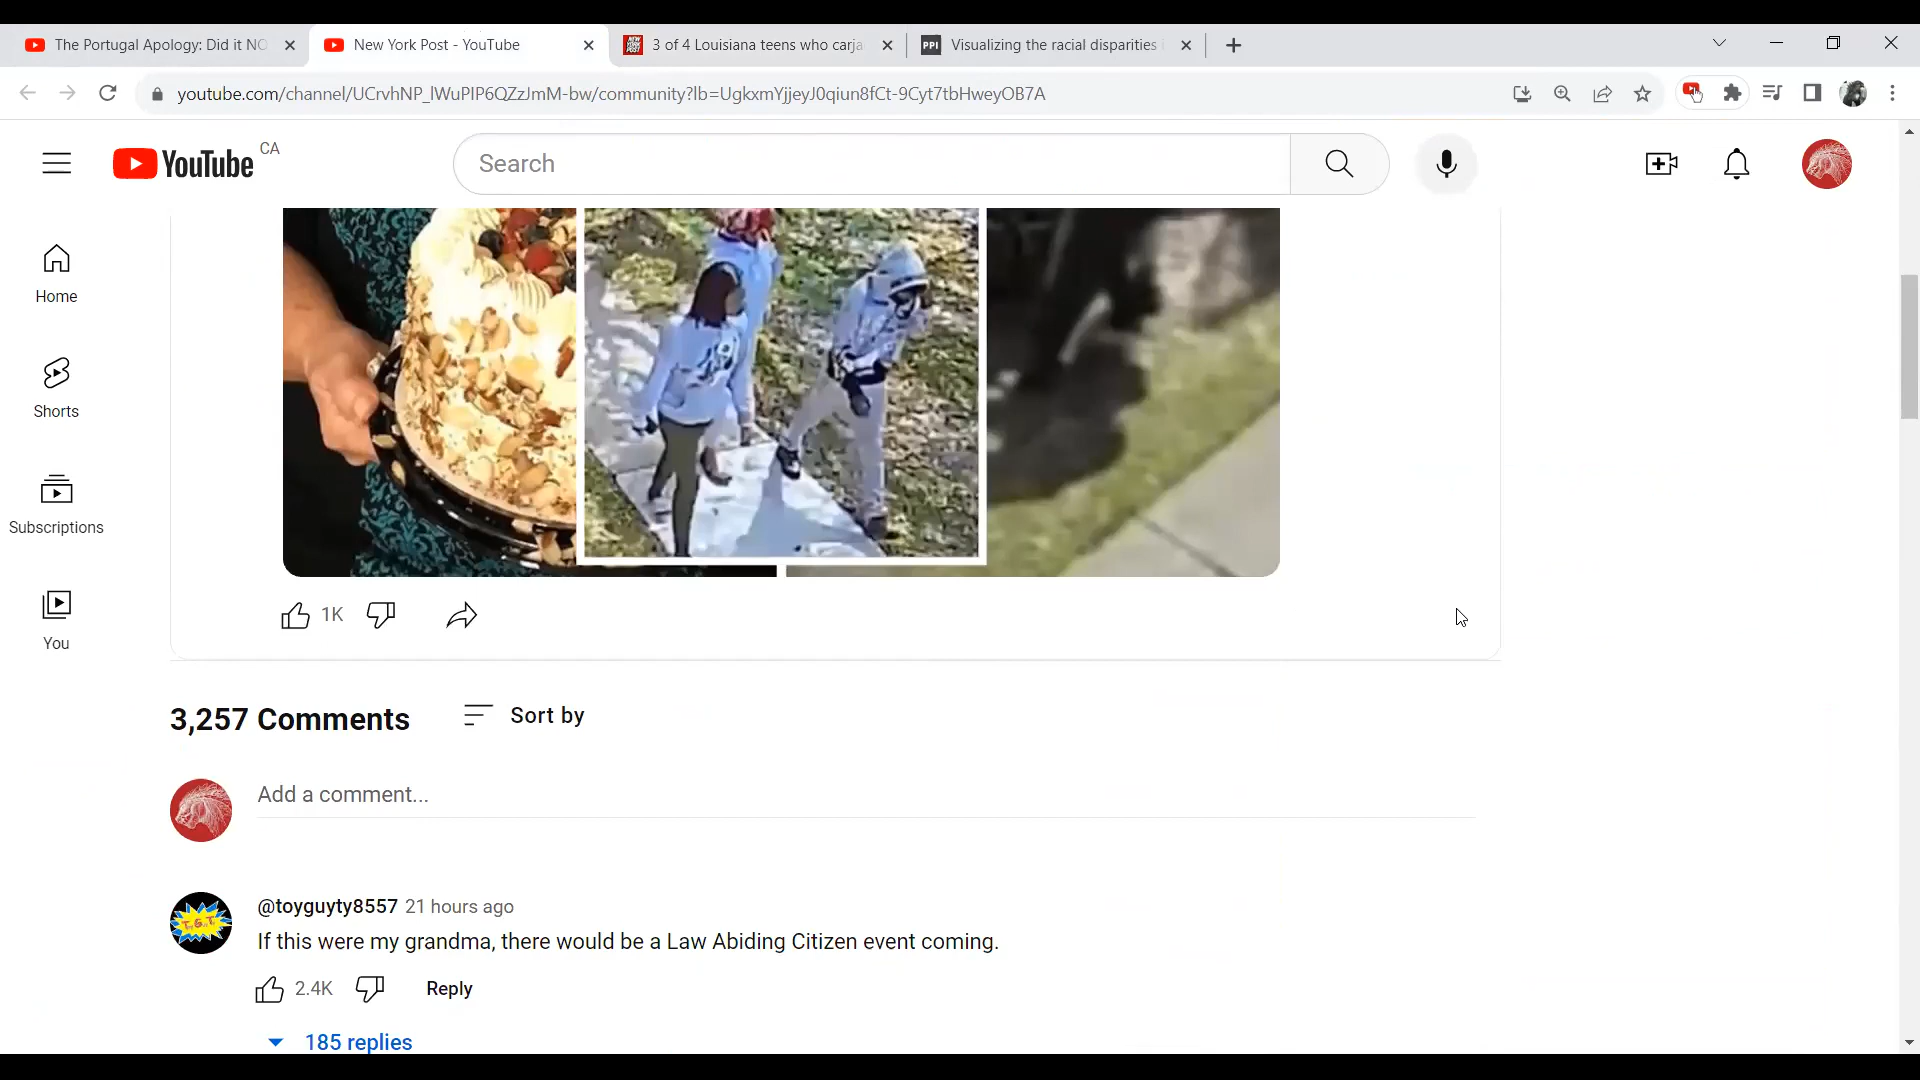 The Portugal Apology: Did it NO
New York Post - YouTube
3 of 4 Louisiana teens who carja
PPI
Visualizing the racial disparities i
youtube.com/channel/UCrvhNP_lWuPIP6QZzJmM-bw/community?lb=UgkxmYjjeyJ0qiun8fCt-9Cyt7tbHweyOB7A
YouTube CA
Search
Home
Shorts
Subscriptions
You
1K
3,257 Comments
Sort by
Add a comment...
@toyguyty8557 21 hours ago
If this were my grandma, there would be a Law Abiding Citizen event coming.
2.4K
Reply
185 replies